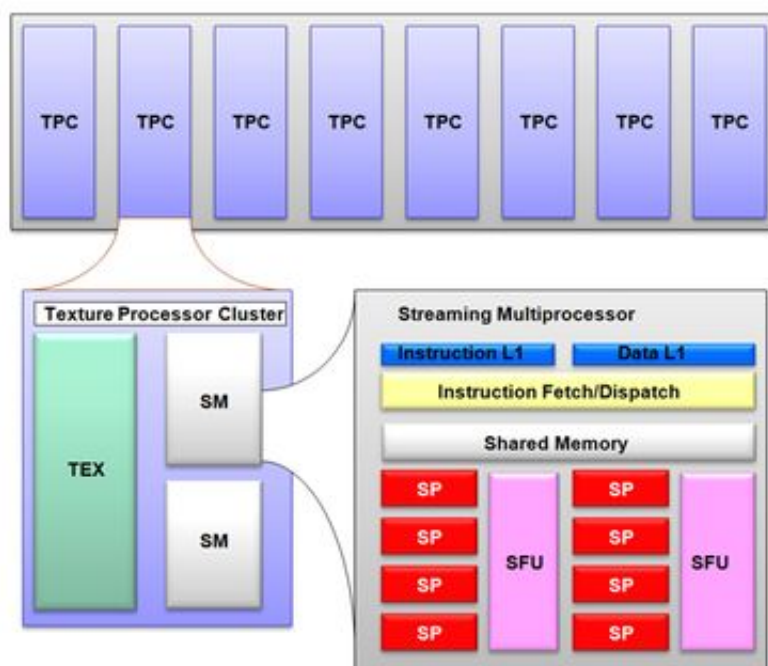 TPC TPC TPC TPC TPC TPC TPC TPC
Texture Processor Cluster
TEX
SM
SM
Streaming Multiprocessor
Instruction L1 Data L1
Instruction Fetch/Dispatch
Shared Memory
SP SP
SP SP
SFU SFU
SP SP
SP SP